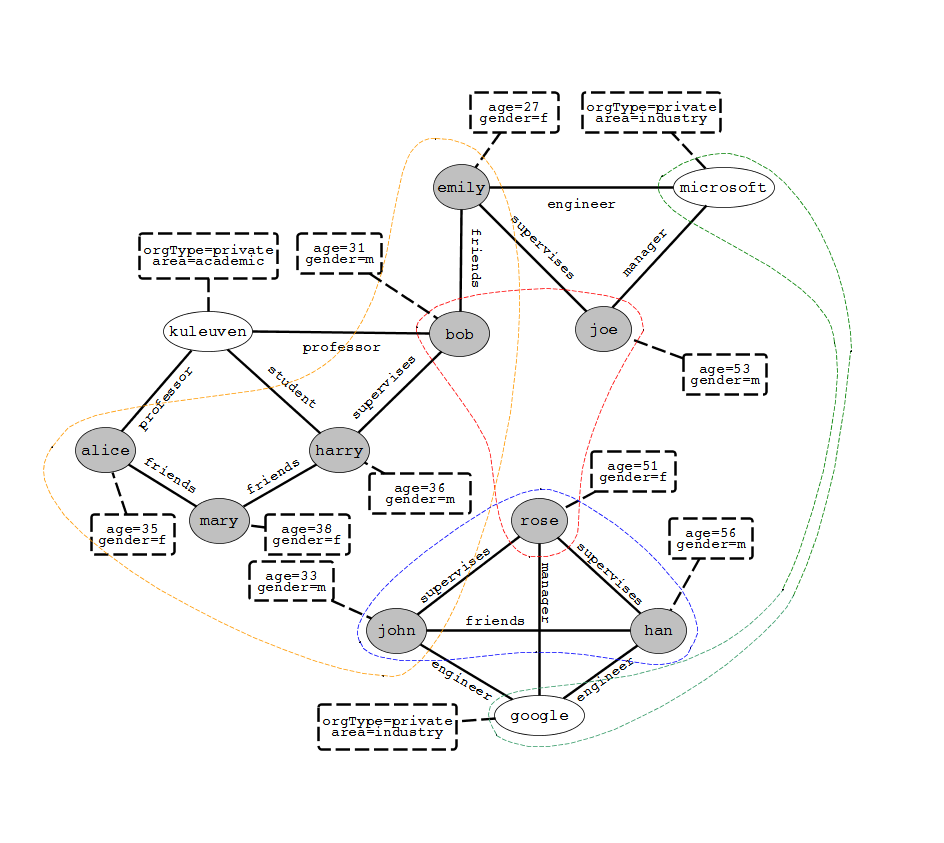 age=27
gender=f
orgType=private
area=industry
emily
microsoft
engineer
supervises
manager
friends
orgType=private
area=academic
age=31
gender=m
kuleuven
bob
joe
professor
age=53
gender=m
professor
student
supervises
alice
harry
friends
friends
age=51
gender=f
age=36
gender=m
mary
rose
age=35
gender=f
age=38
gender=f
age=56
gender=m
age=33
gender=m
supervises
manager
supervises
john
friends
han
engineer
engineer
google
orgType=private
area=industry